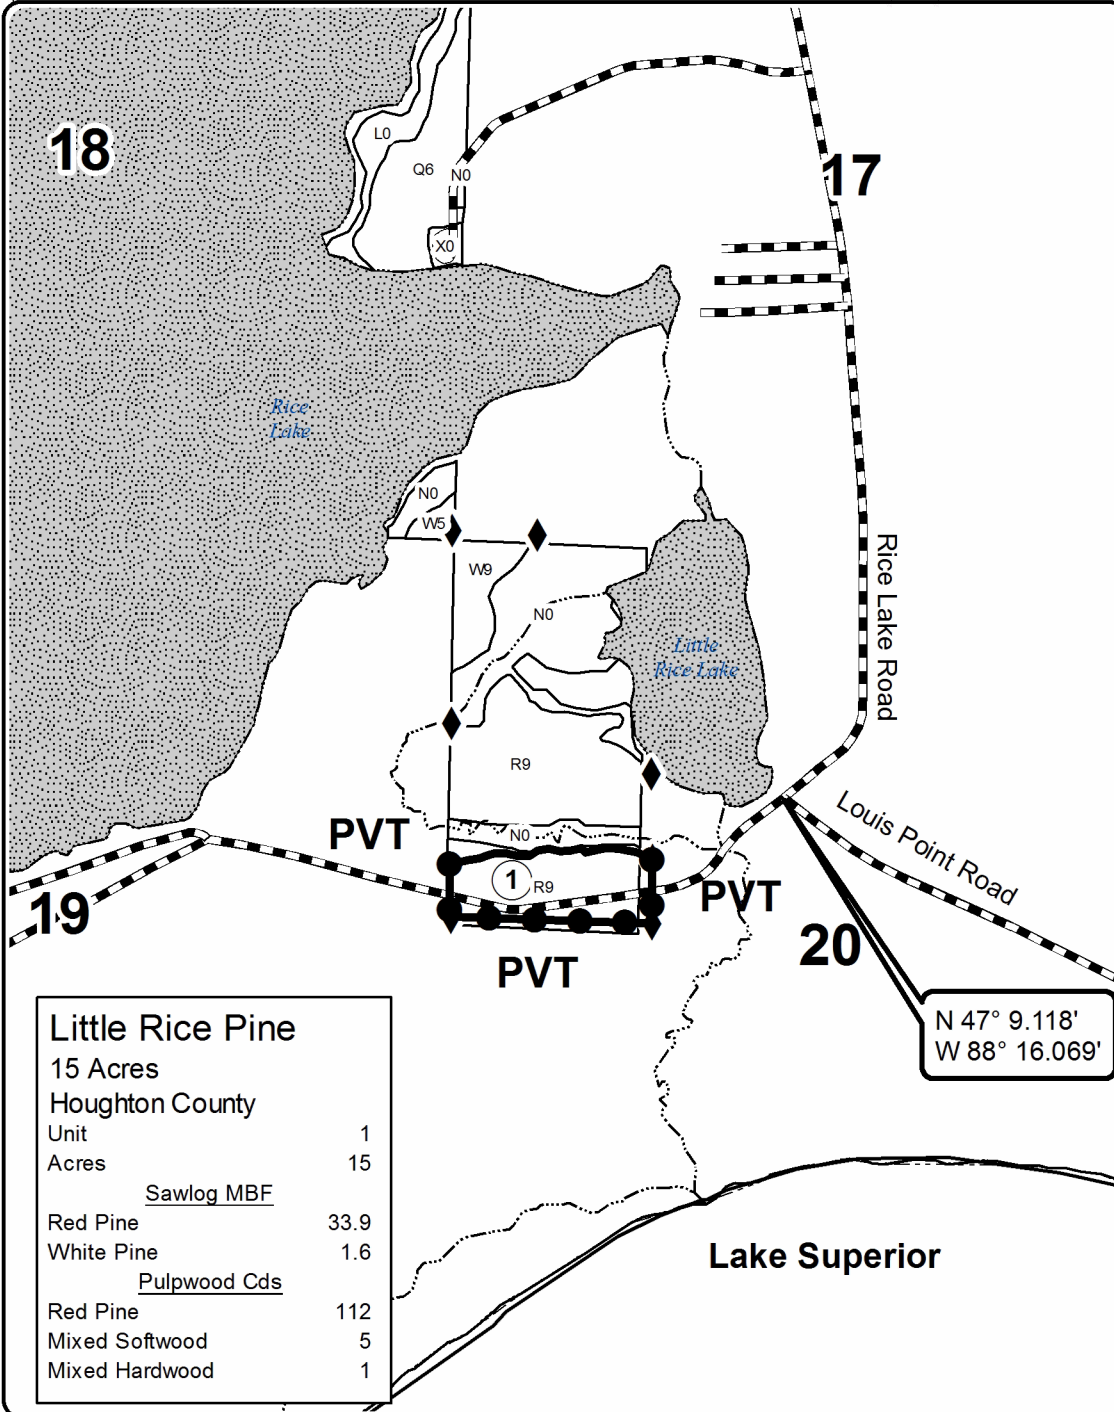 18
L0
Q6
N0
17
X0
Rice
Lake
N0
W5
W9
N0
Rice Lake Road
Little
Rice Lake
R9
Louis Point Road
PVT
N0
1
R9
PVT
19
20
PVT
N 47° 9.118'
W 88° 16.069'
Little Rice Pine
15 Acres
Houghton County
Unit 1
Acres 15
Sawlog MBF
Red Pine 33.9
White Pine 1.6
Pulpwood Cds
Red Pine 112
Mixed Softwood 5
Mixed Hardwood 1
Lake Superior